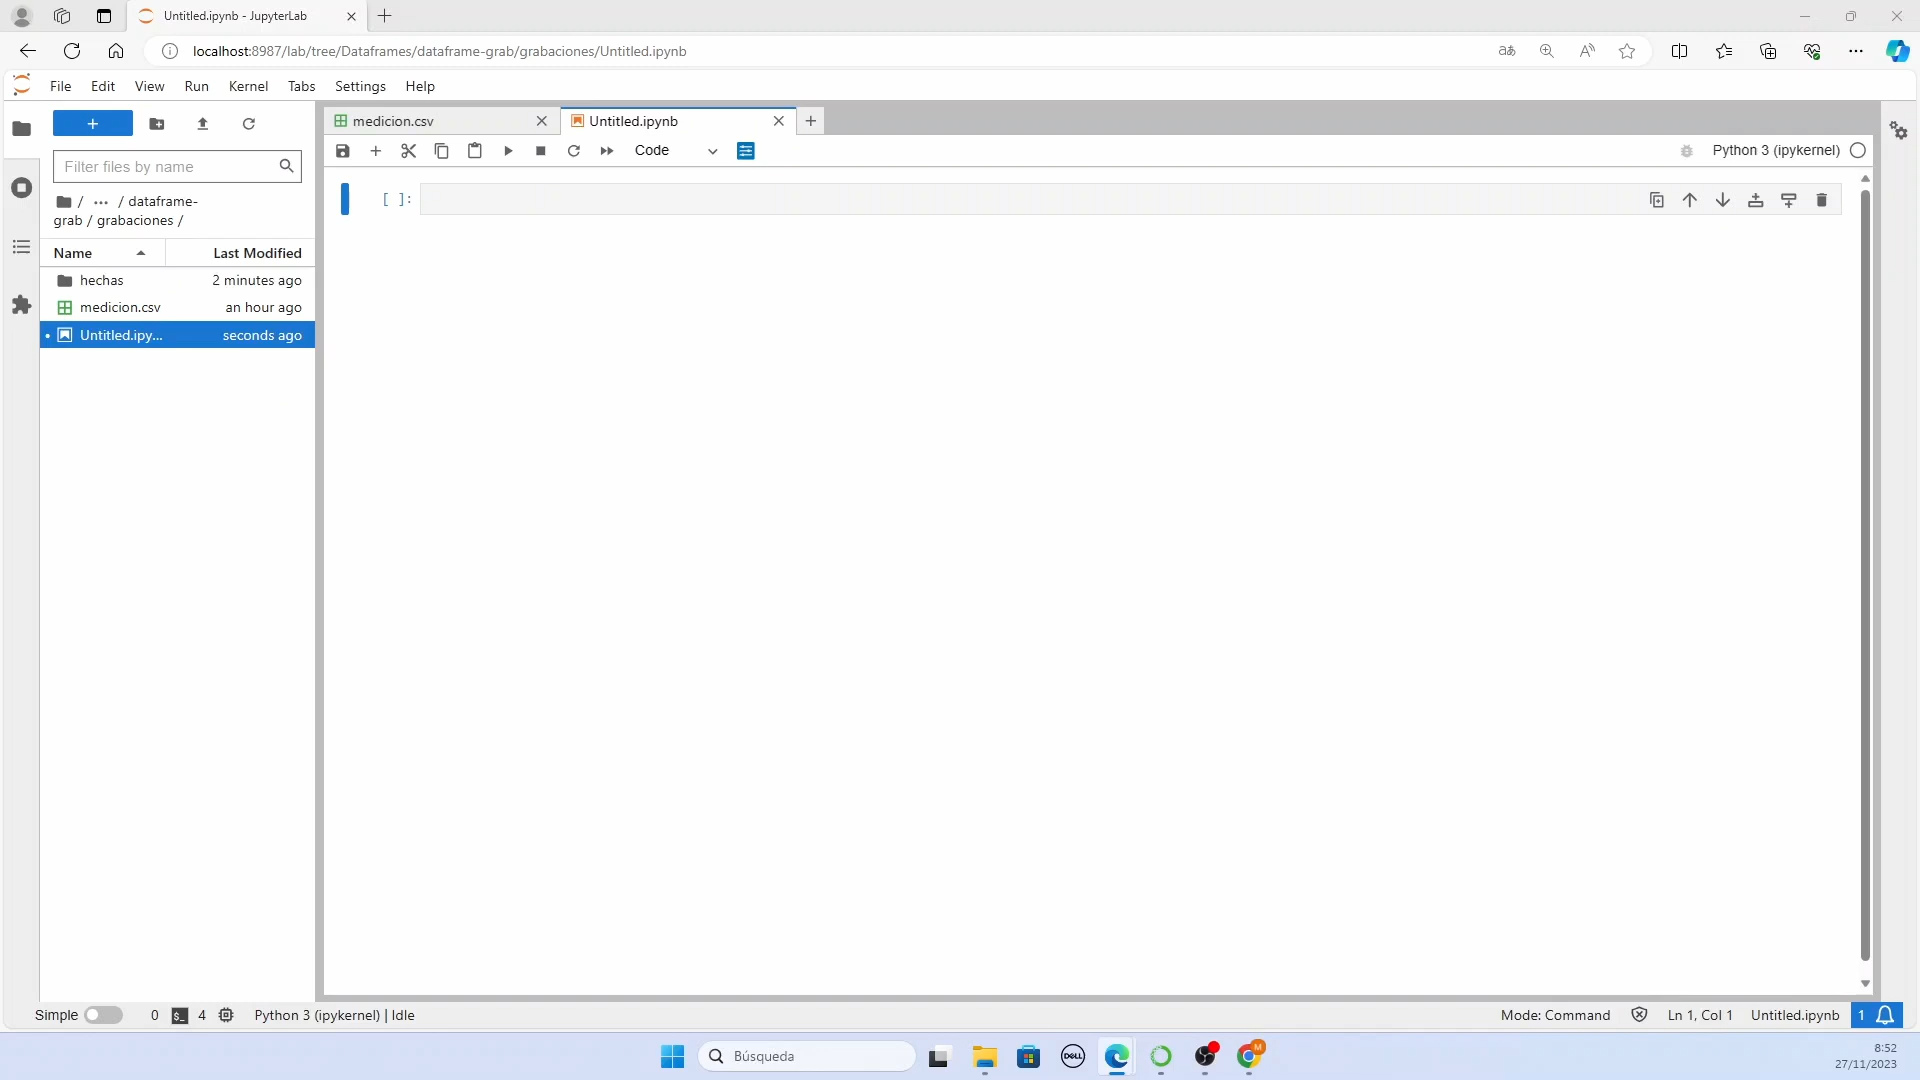 Untitled.ipynb - JupyterLab
localhost:8987/lab/tree/Dataframes/dataframe-grab/grabaciones/Untitled.ipynb
File Edit View Run Kernel Tabs Settings Help
medicion.csv Untitled.ipynb
Code
Python 3 (ipykernel)
Filter files by name
/ ··· / dataframe-
grab / grabaciones /
Name Last Modified
hechas 2 minutes ago
medicion.csv an hour ago
Untitled.ipy... seconds ago
[ ]:
Simple 0 4 Python 3 (ipykernel) | Idle
Mode: Command Ln 1, Col 1 Untitled.ipynb 1
Búsqueda
DELL
M
8:52
27/11/2023